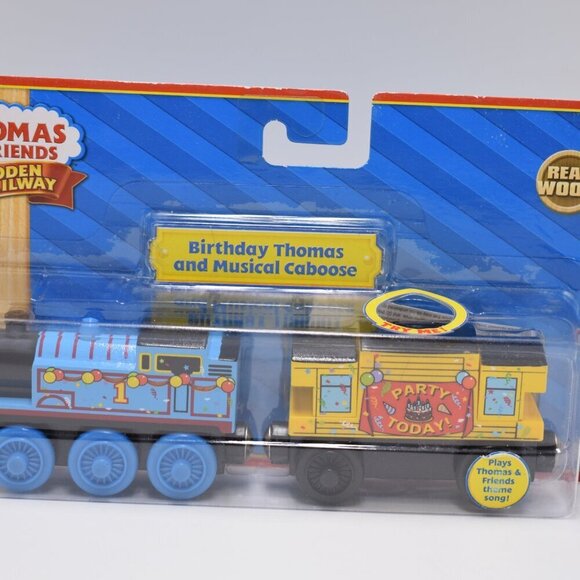 THOMAS
& FRIENDS
WOODEN
RAILWAY
REAL
WOOD
Birthday Thomas
and Musical Caboose
TRY ME!
1
PARTY
TODAY!
Plays
Thomas &
Friends
theme
song!